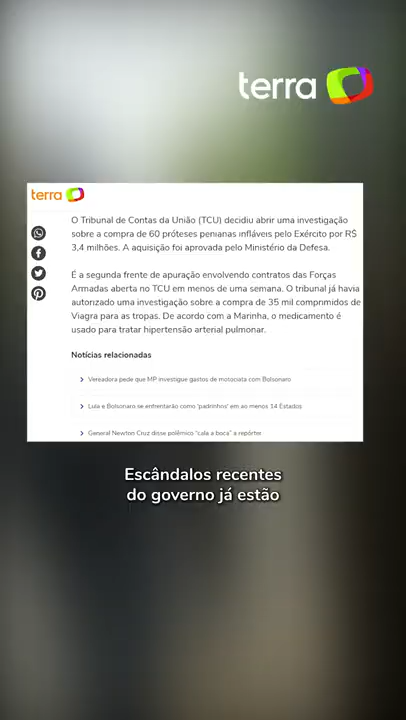 terra
terra
O Tribunal de Contas da União (TCU) decidiu abrir uma investigação
sobre a compra de 60 próteses penianas infláveis pelo Exército por R$
3,4 milhões. A aquisição foi aprovada pelo Ministério da Defesa.
É a segunda frente de apuração envolvendo contratos das Forças
Armadas aberta no TCU em menos de uma semana. O tribunal já havia
autorizado uma investigação sobre a compra de 35 mil comprimidos de
Viagra para as tropas. De acordo com a Marinha, o medicamento é
usado para tratar hipertensão arterial pulmonar.
Notícias relacionadas
Vereadora pede que MP investigue gastos de motociata com Bolsonaro
Lula e Bolsonaro se enfrentarão como 'padrinhos' em ao menos 14 Estados
General Newton Cruz disse polêmico "cala a boca" a repórter
Escândalos recentes
do governo já estão